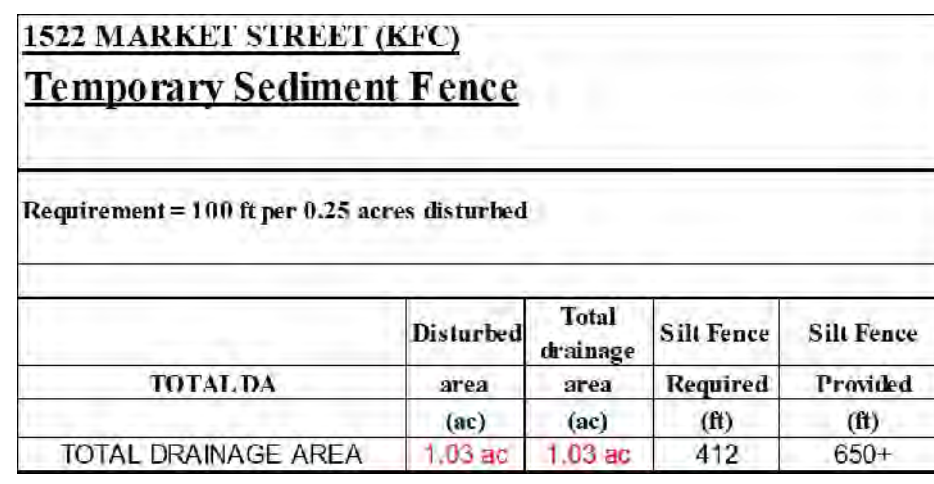 1522 MARKET STREET (KFC)
Temporary Sediment Fence
Requirement = 100 ft per 0.25 acres disturbed
Disturbed Total drainage Silt Fence Silt Fence
TOTAL DA area area Required Provided
(ac) (ac) (ft) (ft)
TOTAL DRAINAGE AREA 1.03 ac 1.03 ac 412 650+